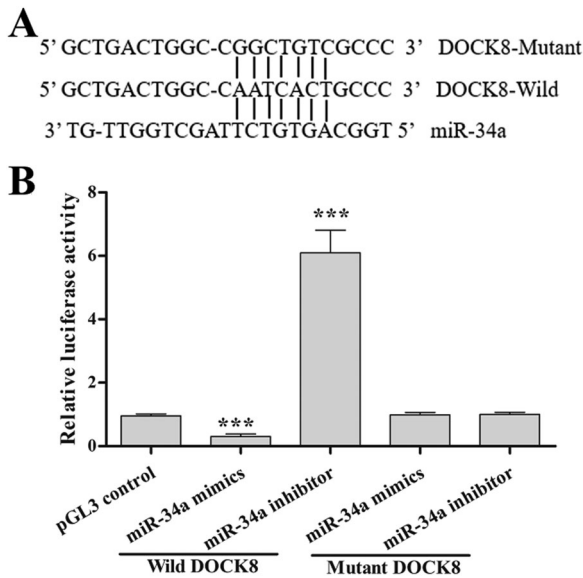 A
5’ GCTGACTGGC-CGGCTGTCGCCC 3’ DOCK8-Mutant
5’ GCTGACTGGC-CAATCACTGCCC 3’ DOCK8-Wild
3’ TG-TTGGTCGATTCTGTGACGGT 5’ miR-34a
B
Relative luciferase activity
8
6
4
2
0
***
***
pGL3 control
miR-34a mimics
miR-34a inhibitor
miR-34a mimics
miR-34a inhibitor
Wild DOCK8
Mutant DOCK8